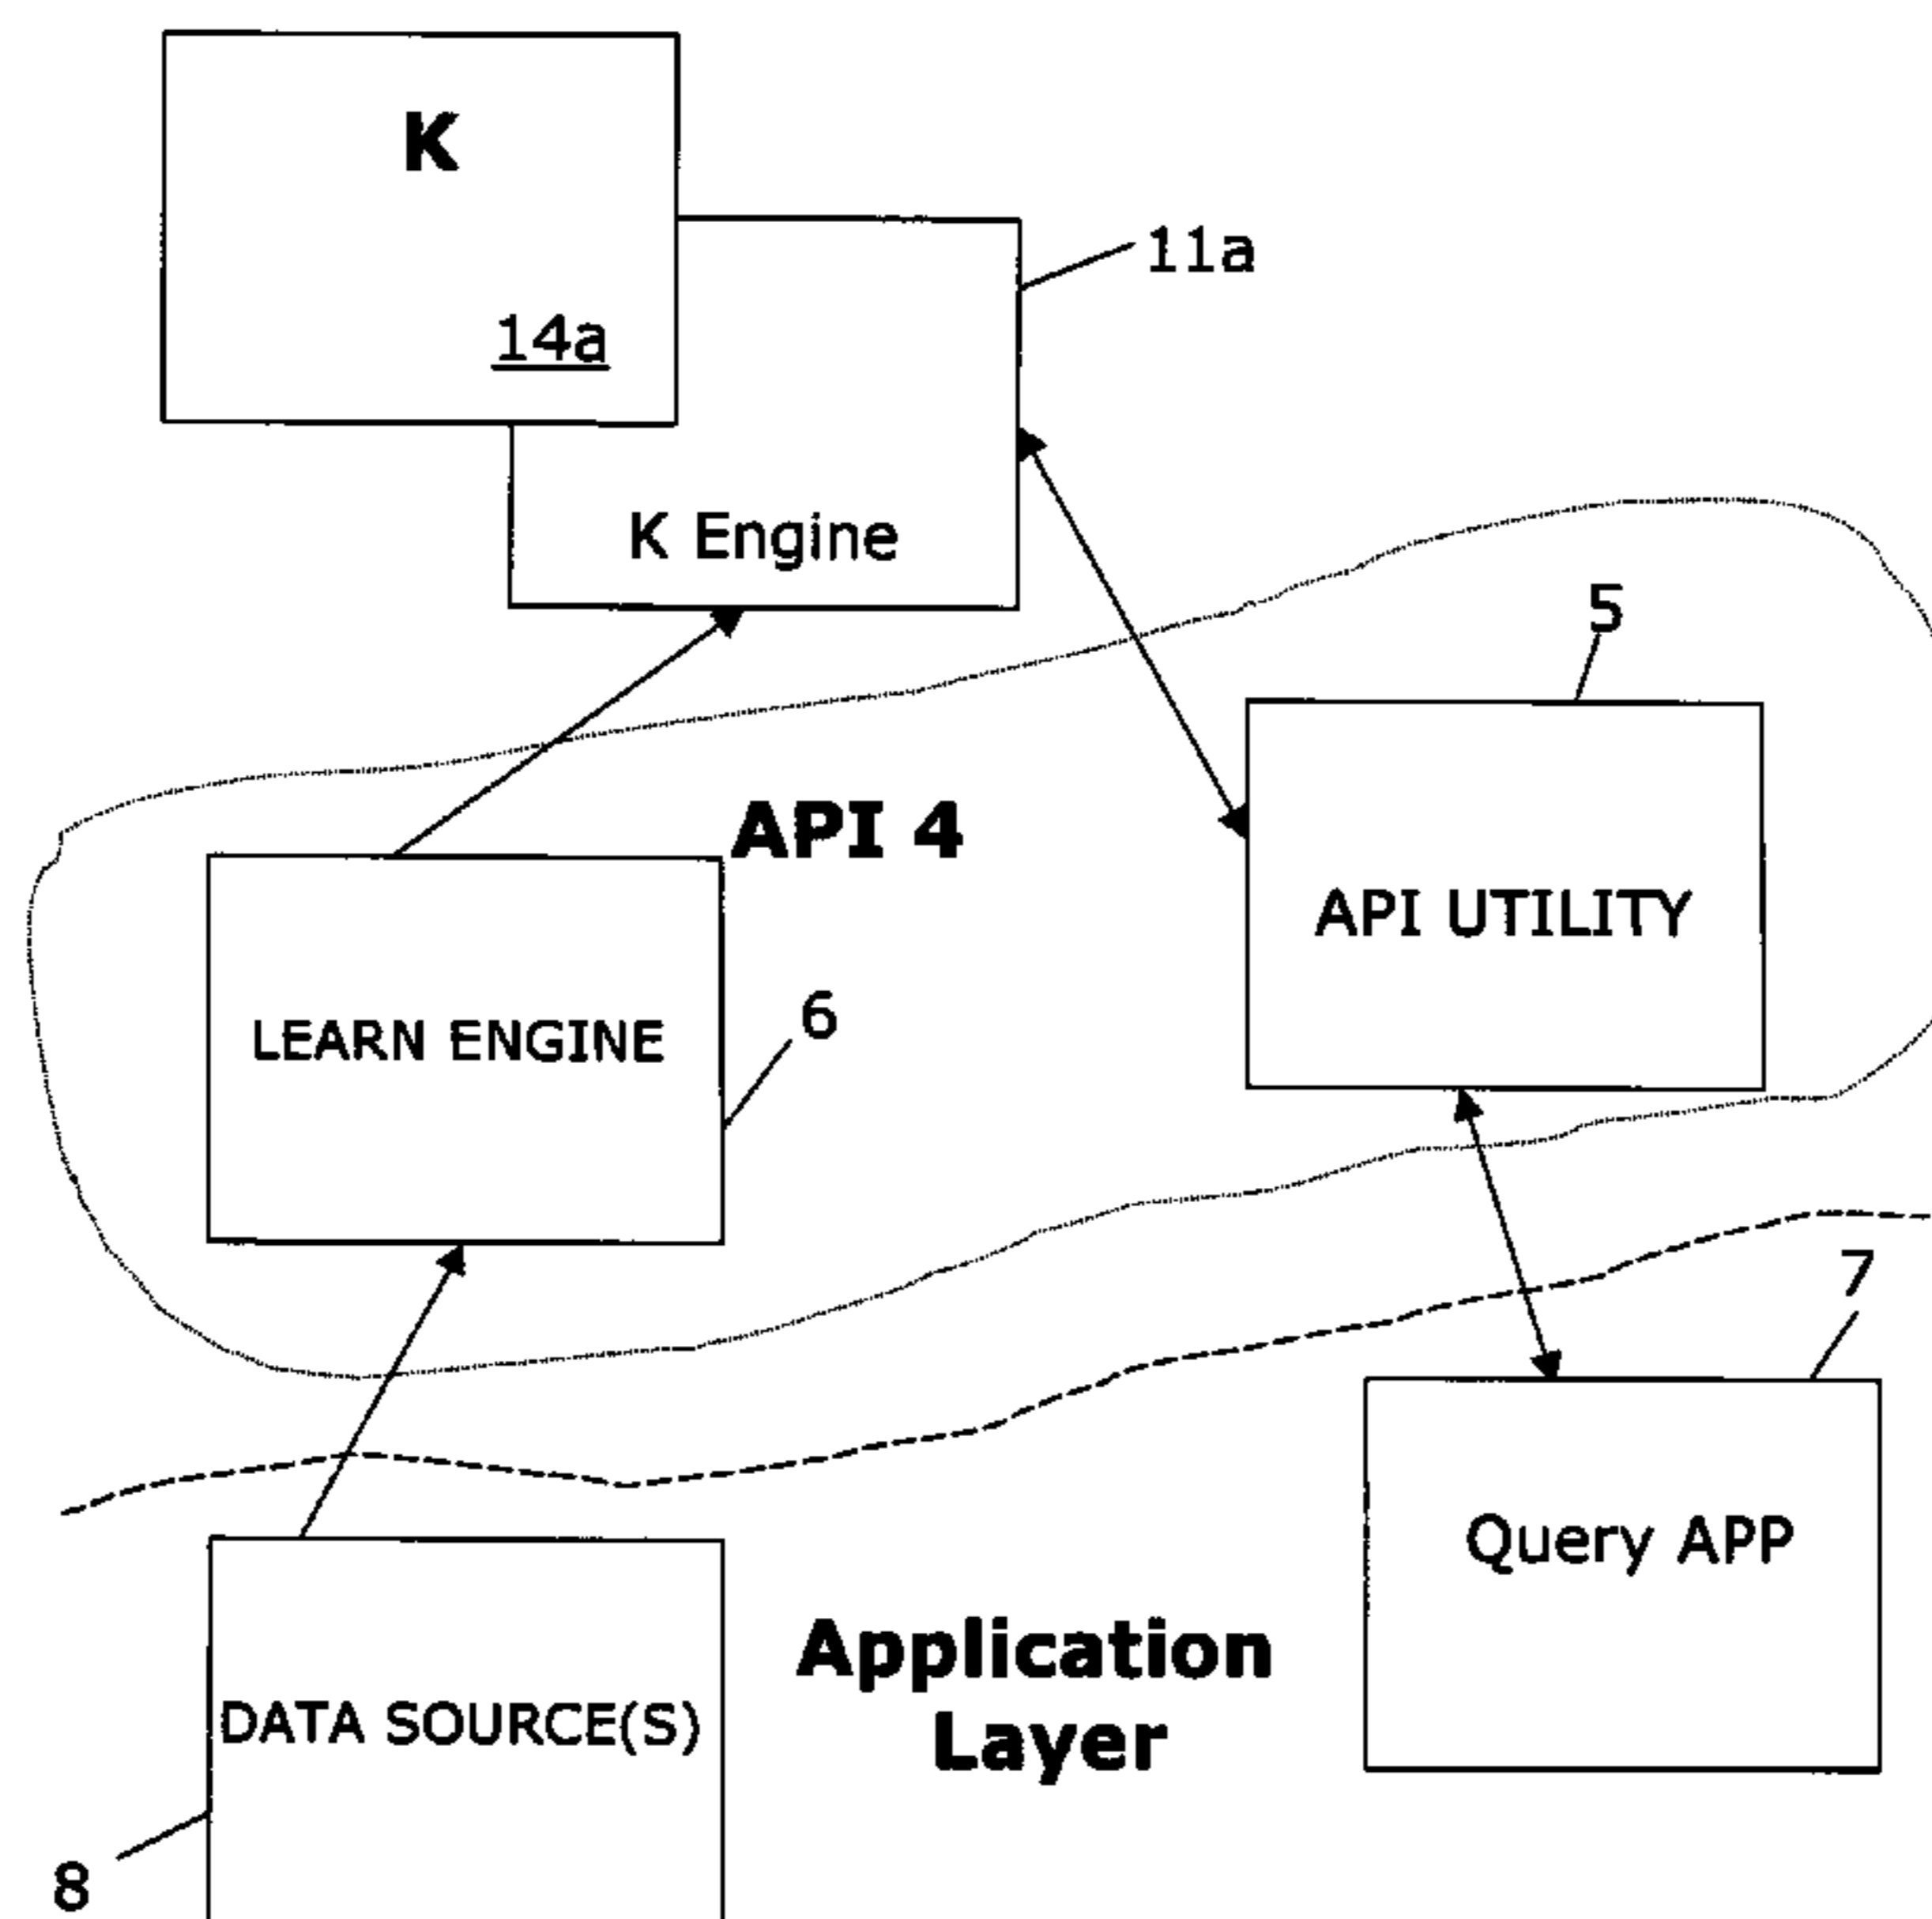 K
14a
11a
K Engine
5
API 4
API UTILITY
6
LEARN ENGINE
7
Query APP
Application
Layer
DATA SOURCE(S)
8